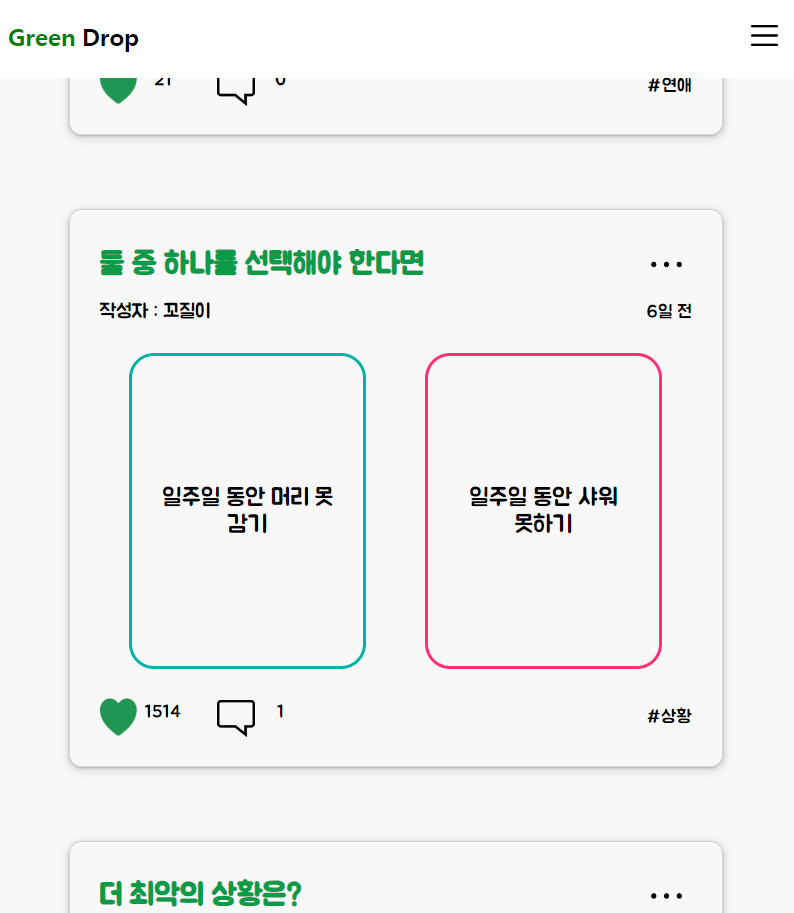 Green Drop
21 0 #연애
둘 중 하나를 선택해야 한다면
작성자 : 꼬질이 6일 전
일주일 동안 머리 못
감기
일주일 동안 샤워
못하기
1514 1 #상황
더 최악의 상황은?